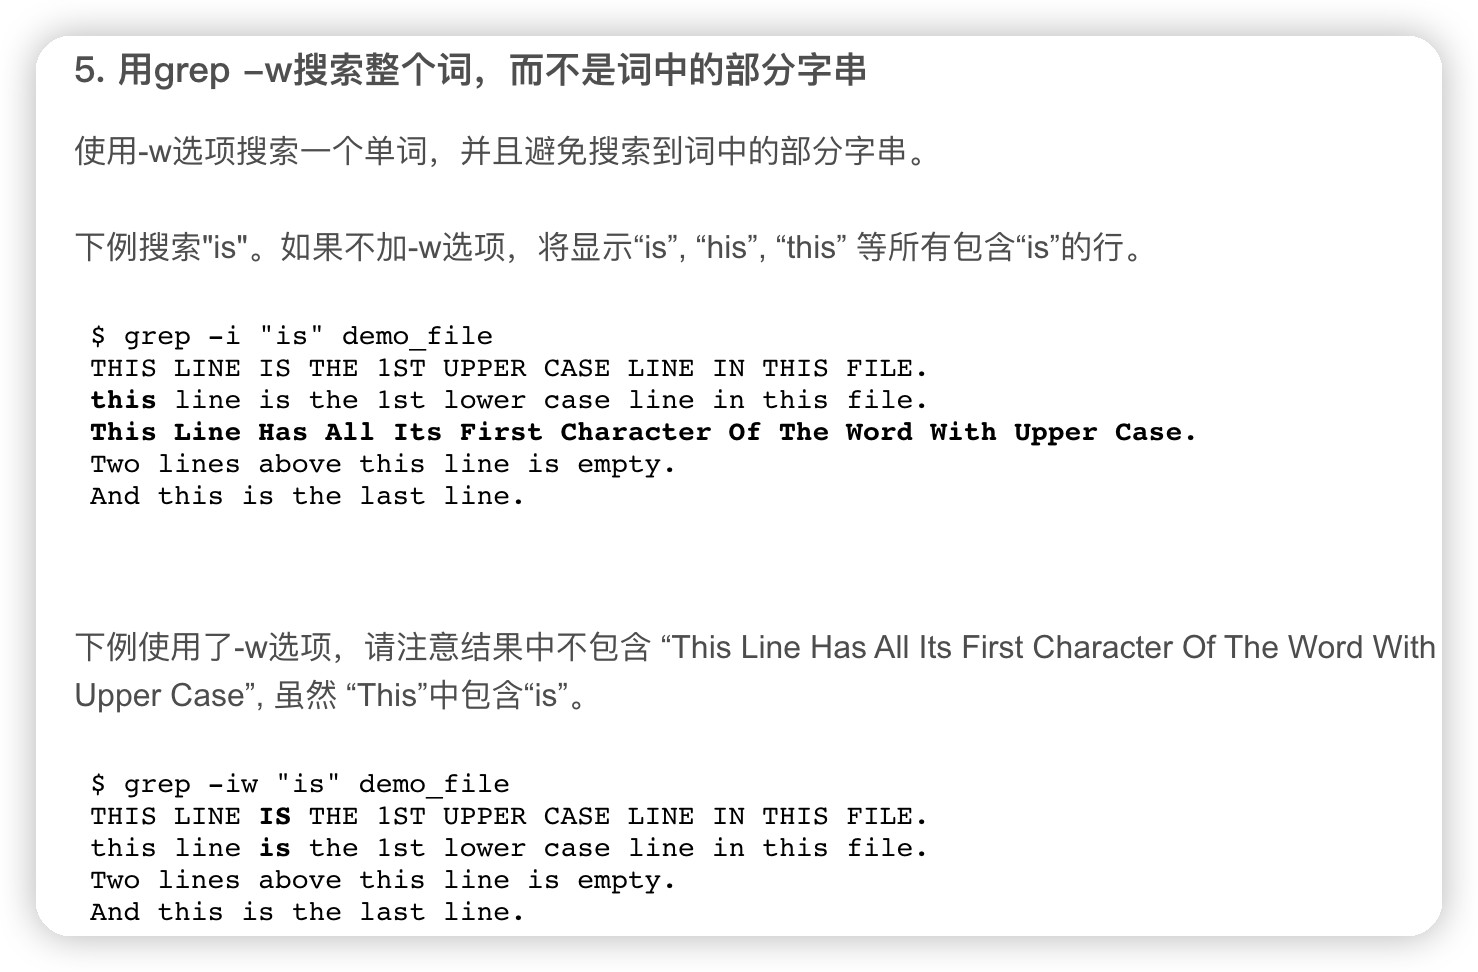 5. 用grep –w搜索整个词，而不是词中的部分字串
使用-w选项搜索一个单词，并且避免搜索到词中的部分字串。
下例搜索"is"。如果不加-w选项，将显示“is”, “his”, “this” 等所有包含“is”的行。
$ grep -i "is" demo_file
THIS LINE IS THE 1ST UPPER CASE LINE IN THIS FILE.
this line is the 1st lower case line in this file.
This Line Has All Its First Character Of The Word With Upper Case.
Two lines above this line is empty.
And this is the last line.
下例使用了-w选项，请注意结果中不包含 “This Line Has All Its First Character Of The Word With
Upper Case”, 虽然 “This”中包含“is”。
$ grep -iw "is" demo_file
THIS LINE IS THE 1ST UPPER CASE LINE IN THIS FILE.
this line is the 1st lower case line in this file.
Two lines above this line is empty.
And this is the last line.